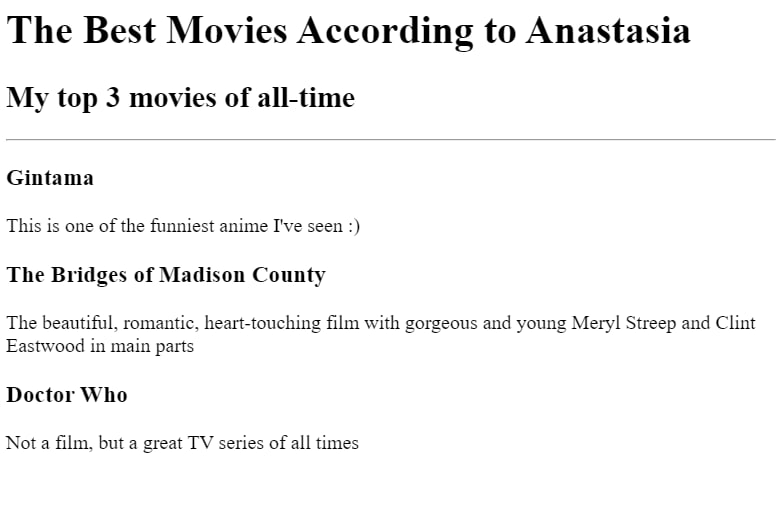 The Best Movies According to Anastasia
My top 3 movies of all-time
Gintama
This is one of the funniest anime I've seen :)
The Bridges of Madison County
The beautiful, romantic, heart-touching film with gorgeous and young Meryl Streep and Clint
Eastwood in main parts
Doctor Who
Not a film, but a great TV series of all times